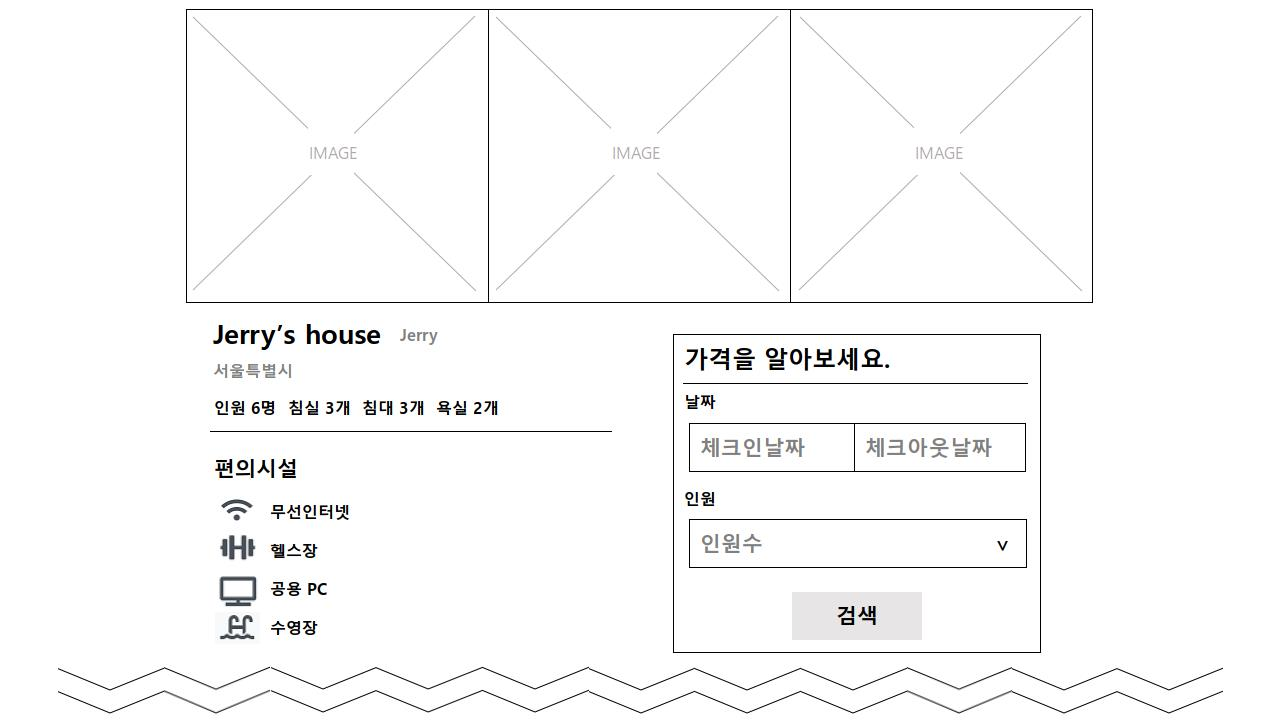 IMAGE IMAGE IMAGE
Jerry’s house Jerry
서울특별시
인원 6명 침실 3개 침대 3개 욕실 2개
편의시설
무선인터넷
헬스장
공용 PC
수영장
가격을 알아보세요.
날짜
체크인날짜 체크아웃날짜
인원
인원수 v
검색